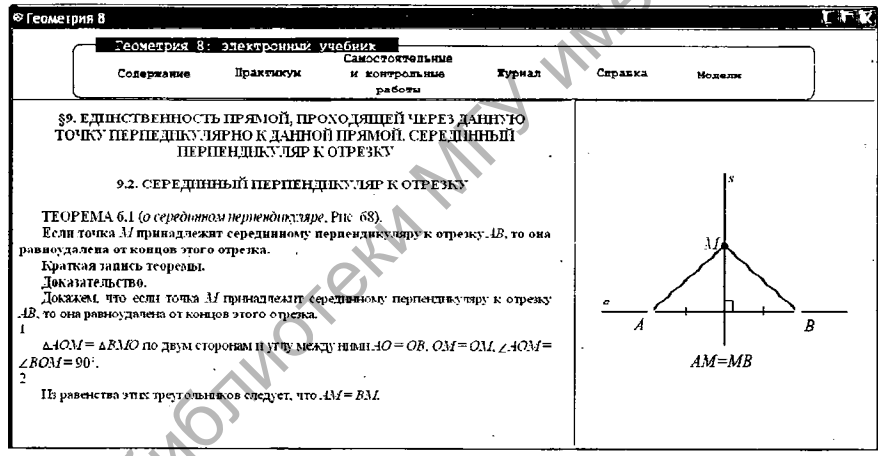 Геометрия 8
Геометрия 8: электронный учебник
Содержание Практикум Самостоятельные и контрольные работы Журнал Справка Модели
§9. ЕДИНСТВЕННОСТЬ ПРЯМОЙ, ПРОХОДЯЩЕЙ ЧЕРЕЗ ДАННУЮ
ТОЧКУ ПЕРПЕДИКУЛЯРНО К ДАННОЙ ПРЯМОЙ. СЕРЕДИННЫЙ
ПЕРПЕНДИКУЛЯР К ОТРЕЗКУ
9.2. СЕРЕДИННЫЙ ПЕРПЕНДИКУЛЯР К ОТРЕЗКУ
ТЕОРЕМА 6.1 (о серединном перпендикуляре, Рис 68).
Если точка M принадлежит серединному перпендикуляру к отрезку AB, то она
равноудалена от концов этого отрезка.
Краткая запись теоремы.
Доказательство.
Докажем, что если точка M принадлежит серединному перпендикуляру к отрезку
AB, то она равноудалена от концов этого отрезка.
1
ΔAOM = ΔBMO по двум сторонам и углу между ними AO = OB, OM = OM, ∠AOM =
∠BOM = 90°.
2
Из равенства этих треугольников следует, что AM = BM.
s
M
a
A B
AM=MB
библиотеки МГУ име